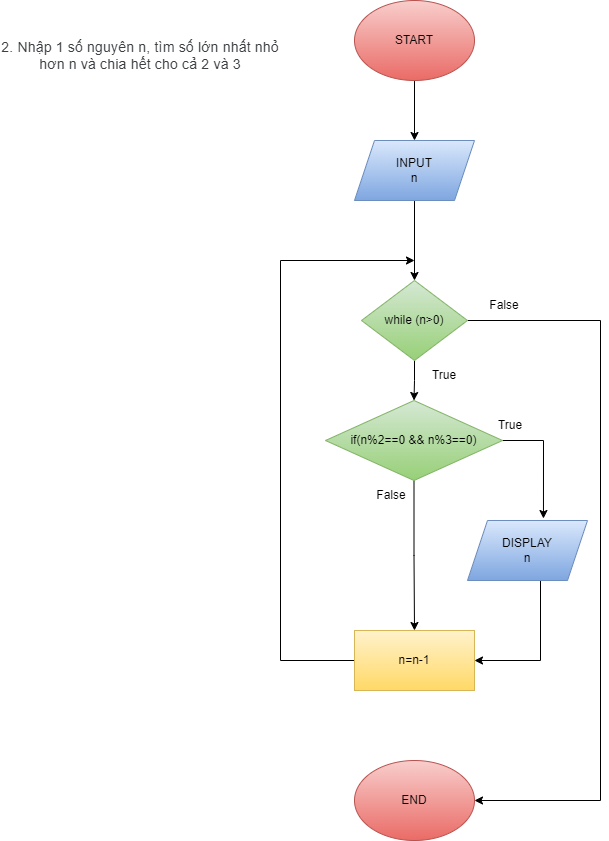 START
2. Nhập 1 số nguyên n, tìm số lớn nhất nhỏ
hơn n và chia hết cho cả 2 và 3
INPUT
n
while (n>0)
False
True
if(n%2==0 && n%3==0)
True
False
DISPLAY
n
n=n-1
END